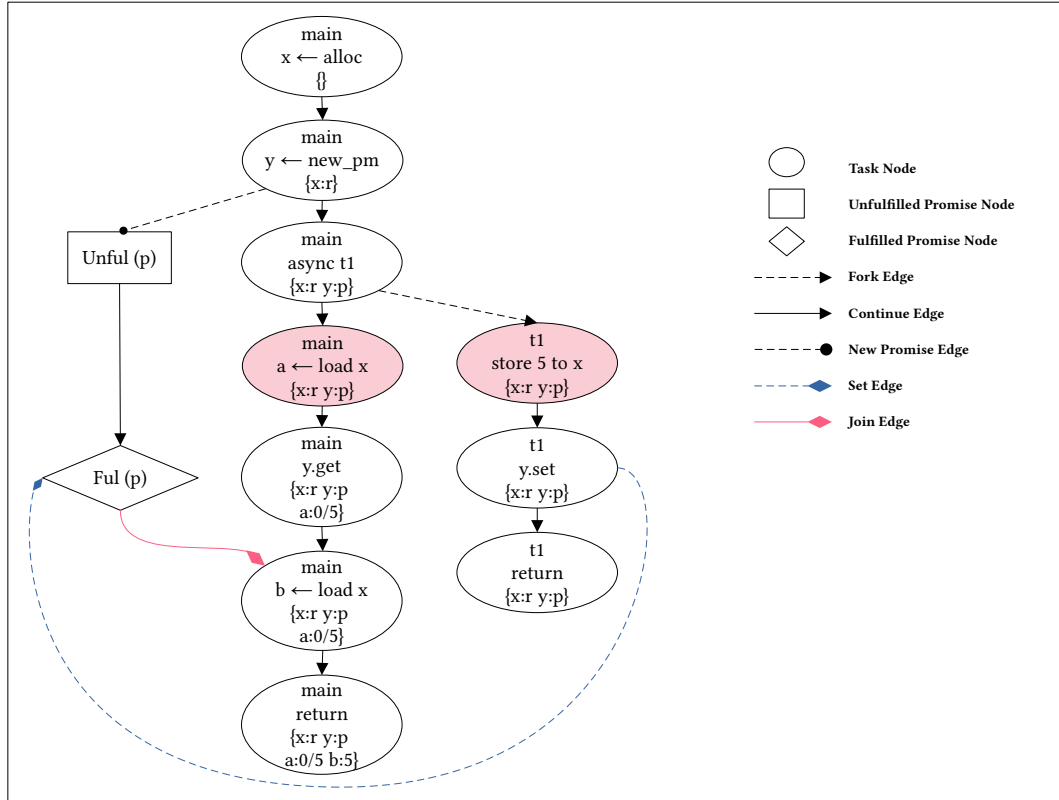 main
x ← alloc
{}
main
y ← new_pm
{x:r}
Unful (p)
main
async t1
{x:r y:p}
main
a ← load x
{x:r y:p}
t1
store 5 to x
{x:r y:p}
Ful (p)
main
y.get
{x:r y:p
a:0/5}
t1
y.set
{x:r y:p}
main
b ← load x
{x:r y:p
a:0/5}
t1
return
{x:r y:p}
main
return
{x:r y:p
a:0/5 b:5}
Task Node
Unfulfilled Promise Node
Fulfilled Promise Node
Fork Edge
Continue Edge
New Promise Edge
Set Edge
Join Edge